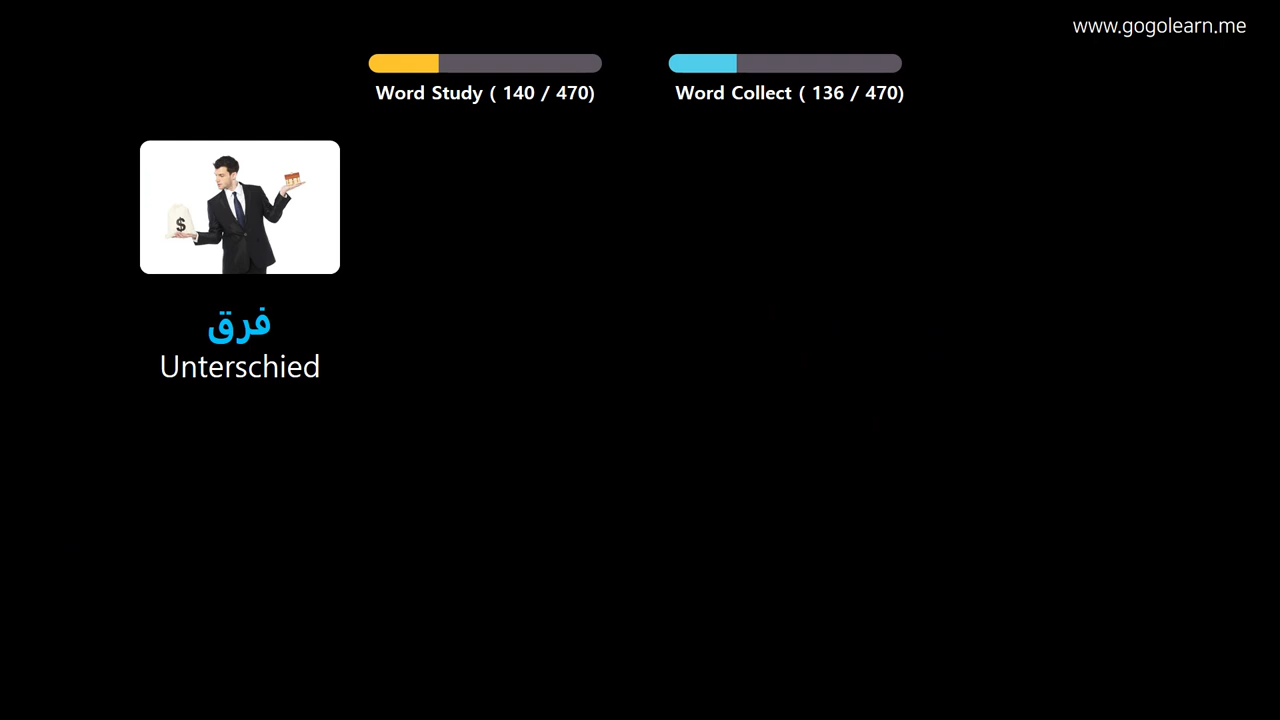 www.gogolearn.me
Word Study ( 140 / 470)
Word Collect ( 136 / 470)
$
فرق
Unterschied